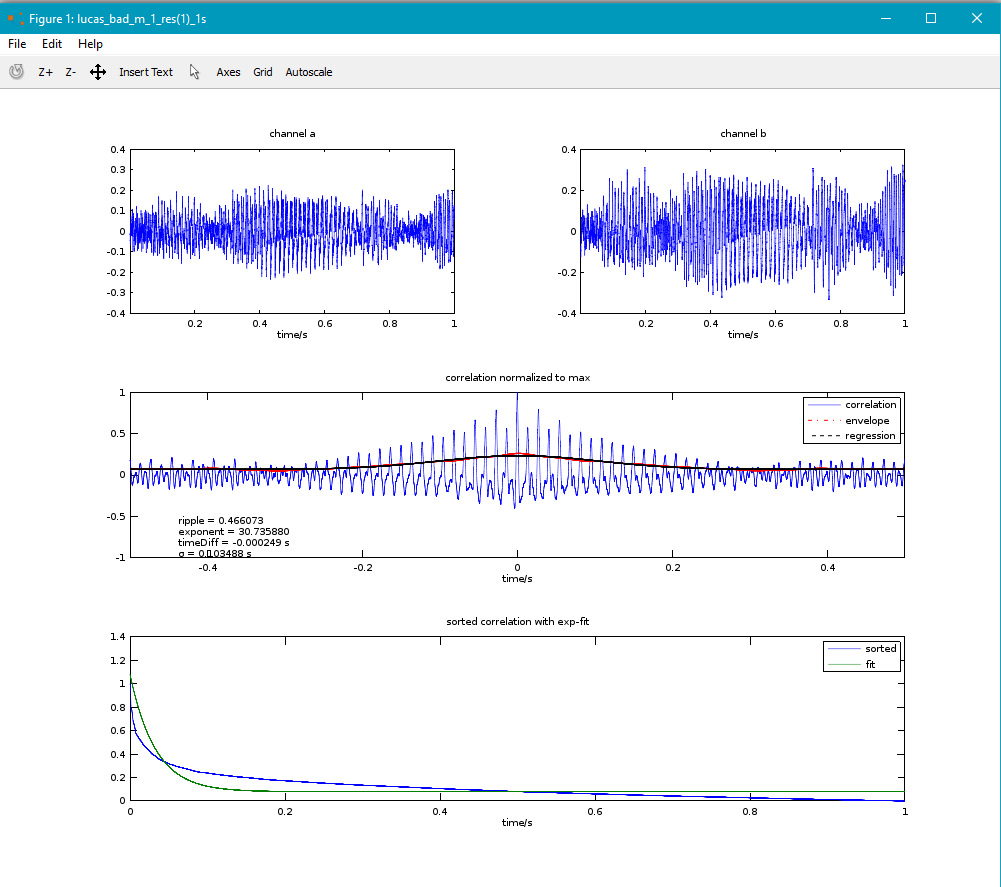 Figure 1: lucas_bad_m_1_res(1)_1s
File Edit Help
Z+ Z- Insert Text Axes Grid Autoscale
channel a
0.4
0.3
0.2
0.1
0
-0.1
-0.2
-0.3
-0.4
0.2 0.4 0.6 0.8 1
time/s
channel b
0.4
0.2
0
-0.2
-0.4
0.2 0.4 0.6 0.8 1
time/s
correlation normalized to max
1
0.5
0
-0.5
-1
correlation
envelope
regression
ripple = 0.466073
exponent = 30.735880
timeDiff = -0.000249 s
σ = 0.103488 s
-0.4 -0.2 0 0.2 0.4
time/s
sorted correlation with exp-fit
1.4
1.2
1
0.8
0.6
0.4
0.2
0
sorted
fit
0 0.2 0.4 0.6 0.8 1
time/s